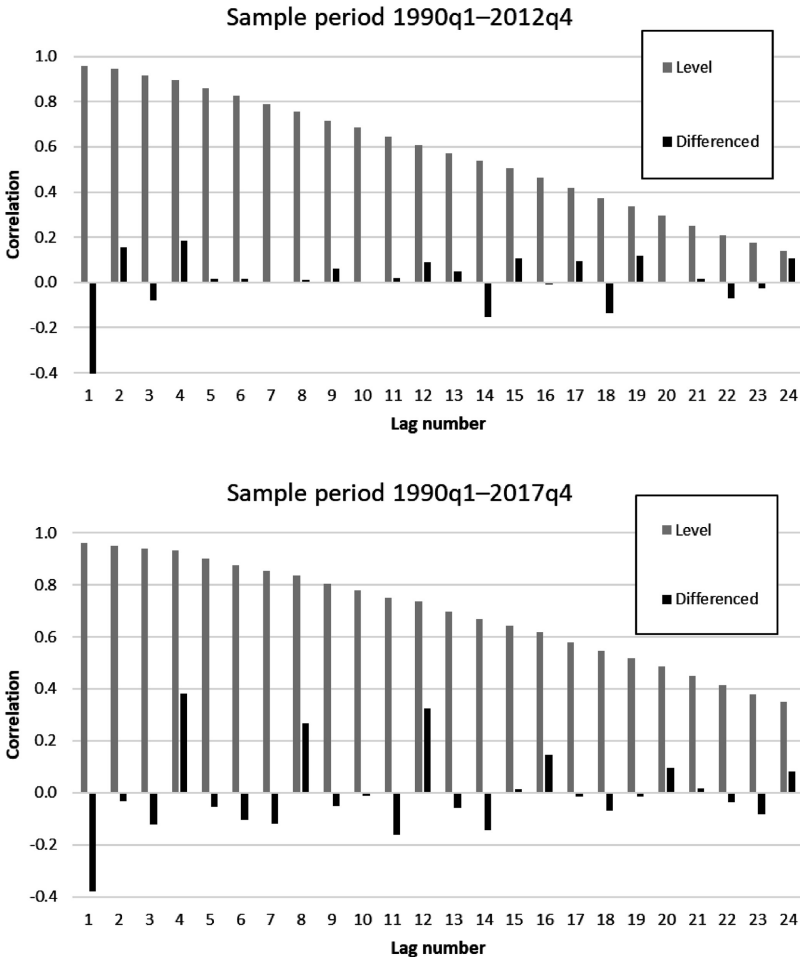 Sample period 1990q1–2012q4
1.0
0.8
0.6
0.4
0.2
0.0
-0.2
-0.4
Correlation
Level
Differenced
1 2 3 4 5 6 7 8 9 10 11 12 13 14 15 16 17 18 19 20 21 22 23 24
Lag number
Sample period 1990q1–2017q4
1.0
0.8
0.6
0.4
0.2
0.0
-0.2
-0.4
Correlation
Level
Differenced
1 2 3 4 5 6 7 8 9 10 11 12 13 14 15 16 17 18 19 20 21 22 23 24
Lag number